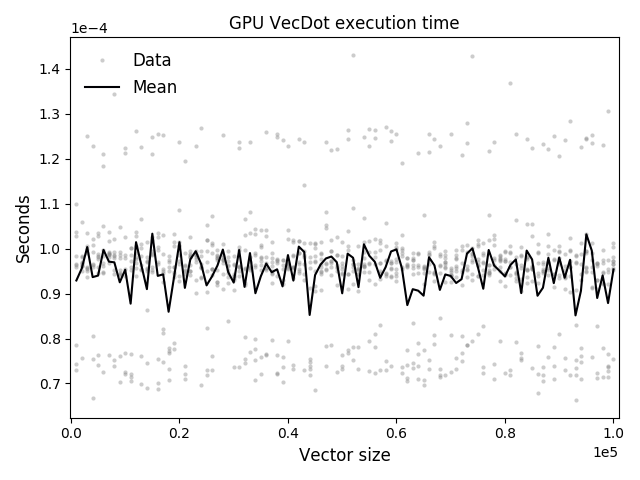 GPU VecDot execution time
1e−4
Data
Mean
1.4
1.3
1.2
1.1
1.0
0.9
0.8
0.7
Seconds
0.0 0.2 0.4 0.6 0.8 1.0
1e5
Vector size